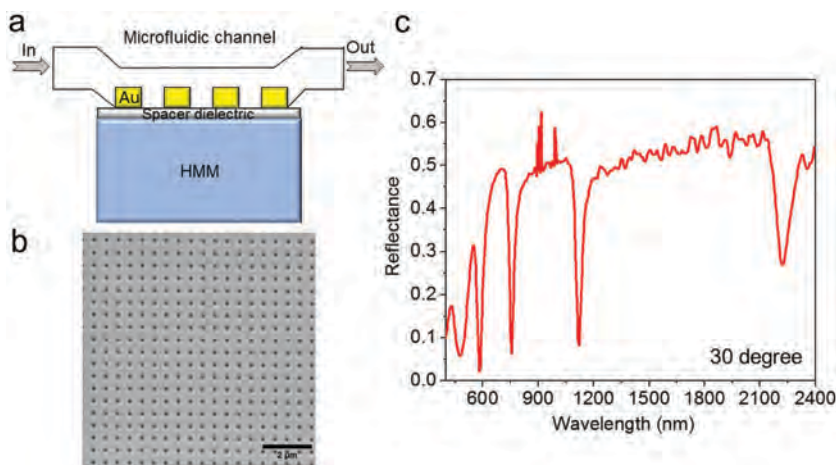 a
In
Microfluidic channel
Out
Au
Spacer dielectric
HMM
b
2 μm
c
Reflectance
0.7
0.6
0.5
0.4
0.3
0.2
0.1
0.0
30 degree
600 900 1200 1500 1800 2100 2400
Wavelength (nm)